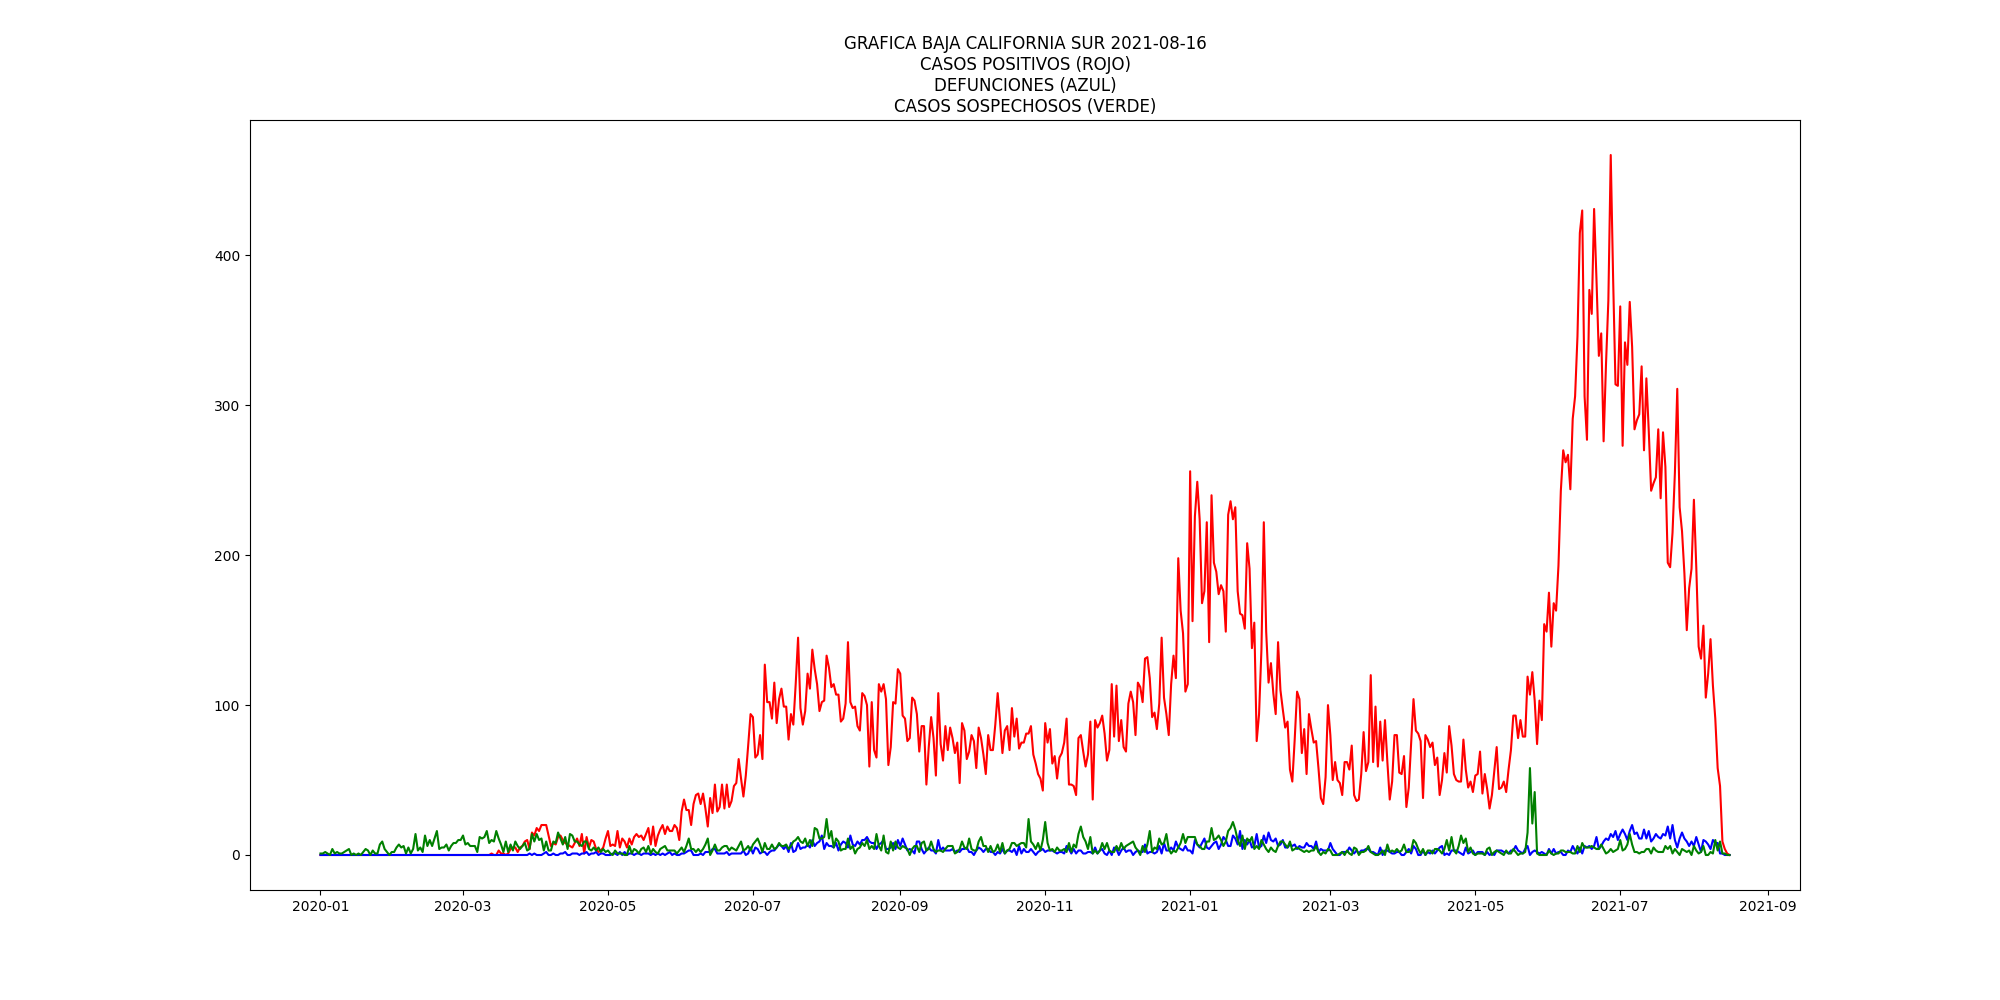 GRAFICA BAJA CALIFORNIA SUR 2021-08-16
CASOS POSITIVOS (ROJO)
DEFUNCIONES (AZUL)
CASOS SOSPECHOSOS (VERDE)
400
300
200
100
0
2020-01 2020-03 2020-05 2020-07 2020-09 2020-11 2021-01 2021-03 2021-05 2021-07 2021-09